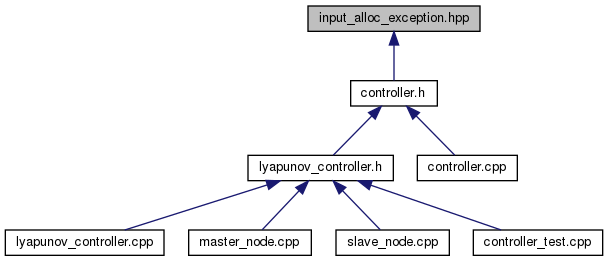 input_alloc_exception.hpp
controller.h
lyapunov_controller.h
controller.cpp
lyapunov_controller.cpp
master_node.cpp
slave_node.cpp
controller_test.cpp